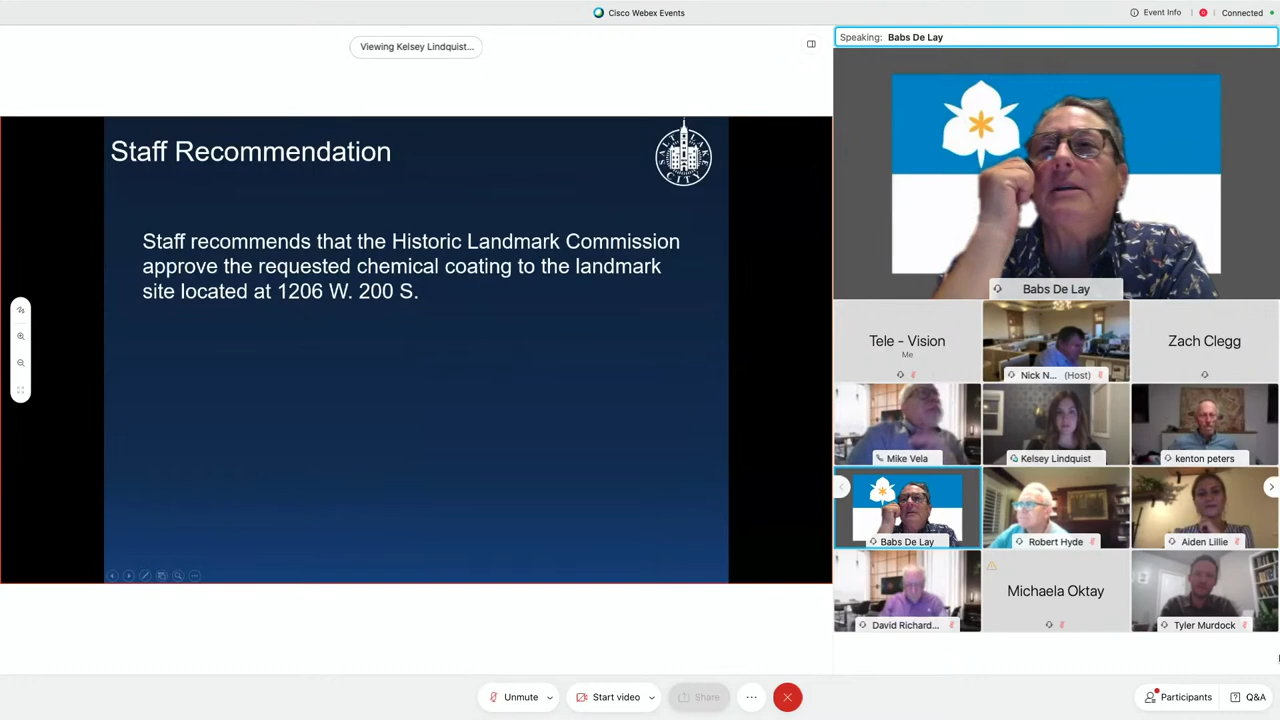 Cisco Webex Events
Event Info
Connected
Viewing Kelsey Lindquist...
Speaking: Babs De Lay
Staff Recommendation
SALT LAKE CITY
Staff recommends that the Historic Landmark Commission
approve the requested chemical coating to the landmark
site located at 1206 W. 200 S.
Babs De Lay
Tele - Vision
Me
Nick N... (Host)
Zach Clegg
Mike Vela
Kelsey Lindquist
kenton peters
Babs De Lay
Robert Hyde
Aiden Lillie
David Richard...
Michaela Oktay
Tyler Murdock
Unmute
Start video
Share
Participants
Q&A